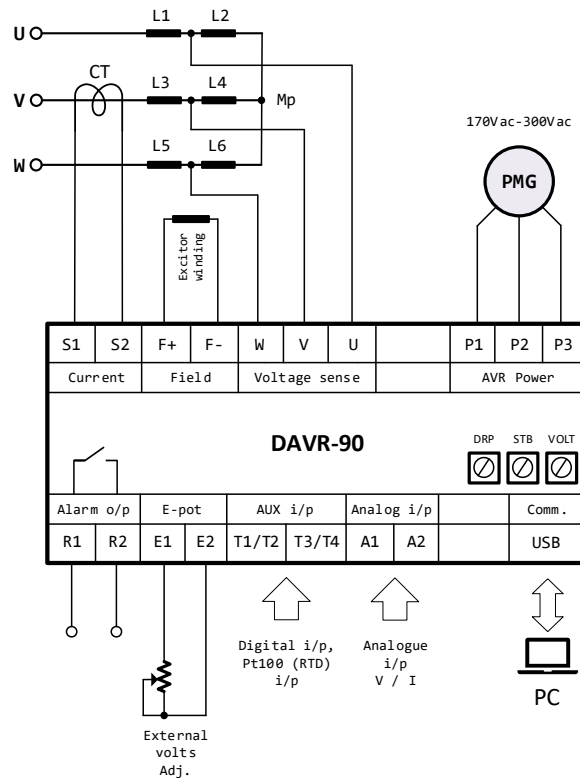 L1 L2
U
CT
L3 L4
V
Mp
170Vac-300Vac
L5 L6
W
PMG
Excitor
winding
S1 S2 F+ F- W V U P1 P2 P3
Current Field Voltage sense AVR Power
DAVR-90
DRP STB VOLT
Alarm o/p E-pot AUX i/p Analog i/p Comm.
R1 R2 E1 E2 T1/T2 T3/T4 A1 A2 USB
Digital i/p,
Pt100 (RTD)
i/p
Analogue
i/p
V / I
PC
External
volts
Adj.